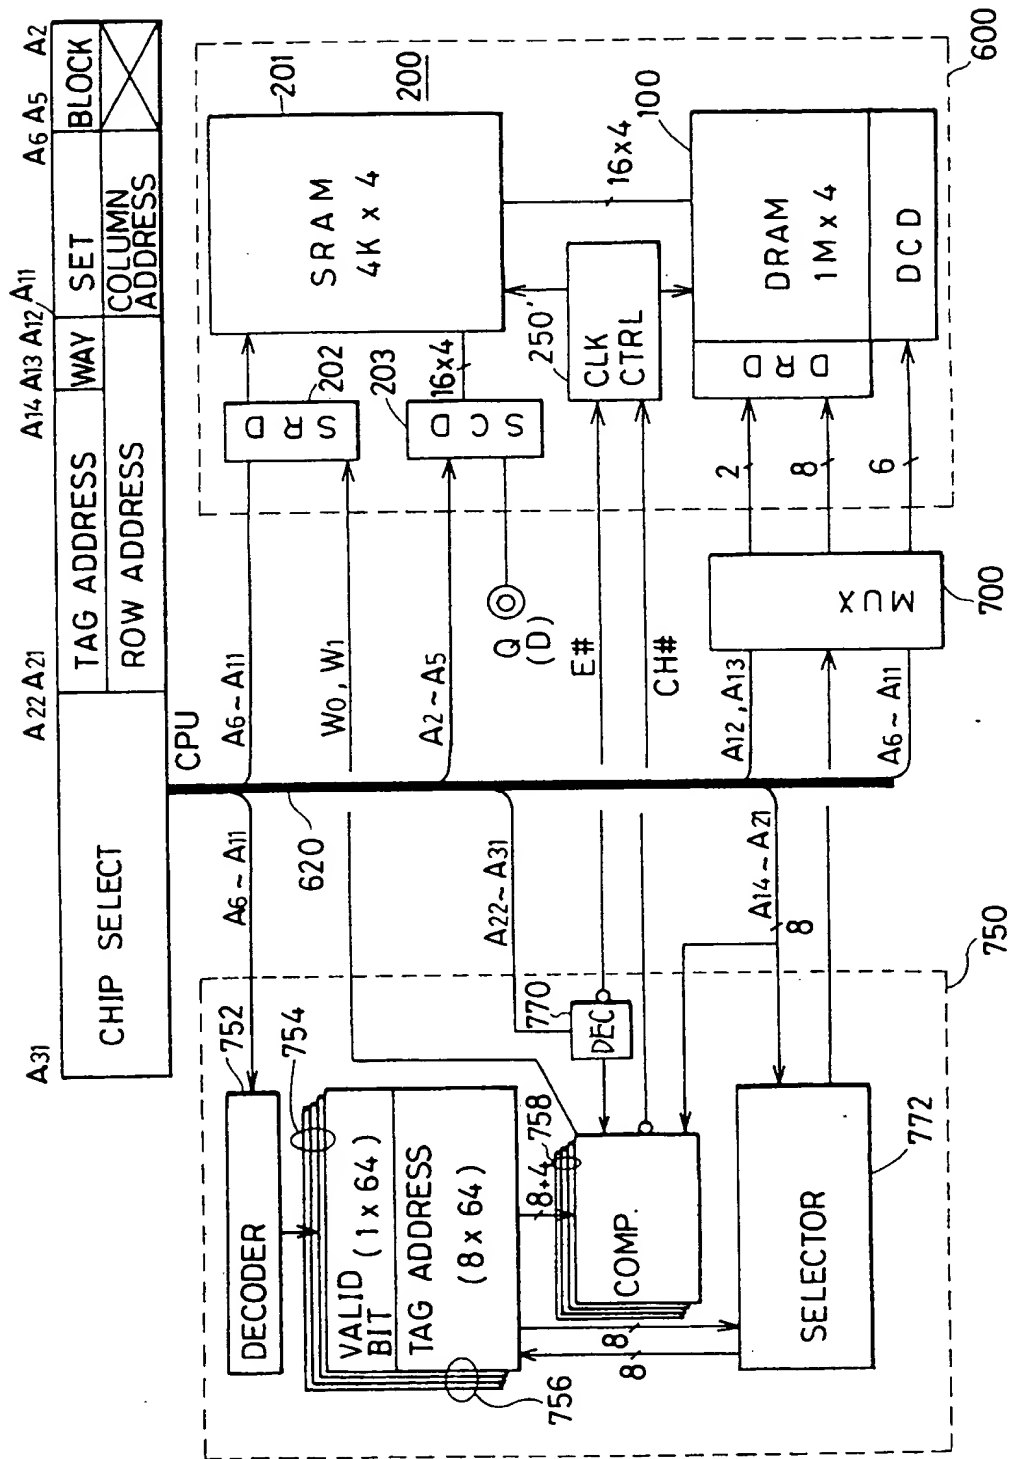 A31
A22 A21
A14 A13 A12, A11
A6 A5
A2
CHIP SELECT
TAG ADDRESS
WAY
SET
BLOCK
ROW ADDRESS
COLUMN
ADDRESS
CPU
620
752
DECODER
754
VALID
BIT
(1 x 64)
TAG ADDRESS
(8 x 64)
756
8+4
758
COMP.
770
DEC
8
8
SELECTOR
772
750
A6~A11
A22~A31
A14~A21
8
A6~A11
W0, W1
A2~A5
Q
(D)
E#
CH#
A12, A13
A6~A11
MUX
700
2
8
6
SRD
202
203
SCD
16x4
SRAM
4K x 4
201
200
250'
CLK
CTRL
16x4
100
DRAM
1M x 4
DRD
DCD
600